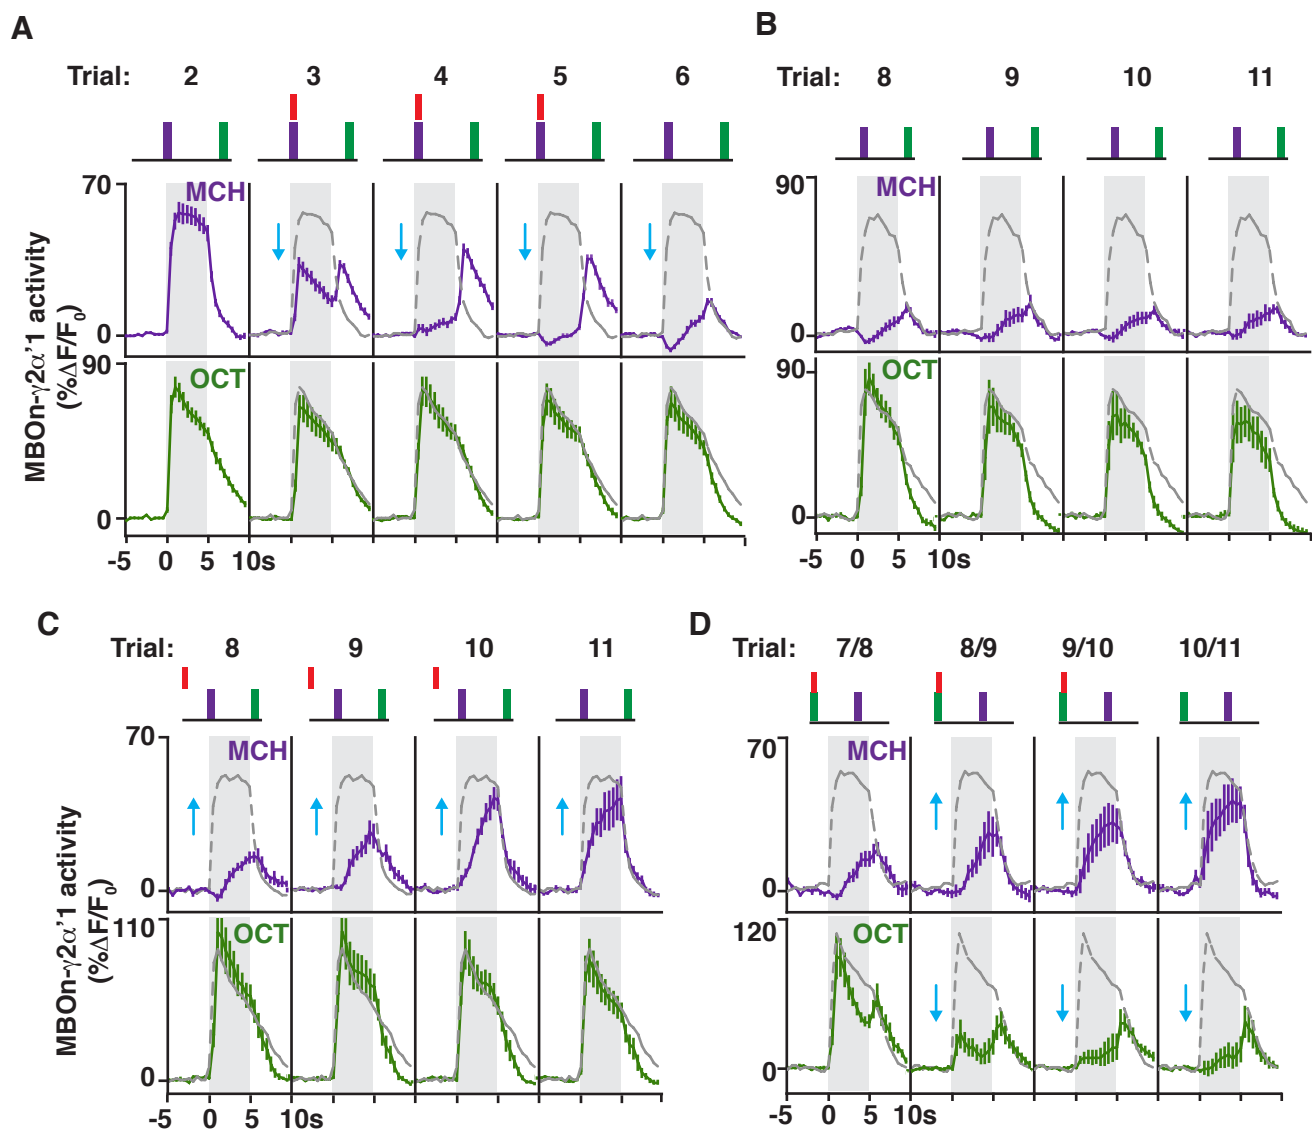 A
Trial: 2 3 4 5 6
70
MCH
0
90
OCT
0
MBOn-γ2α'1 activity
(%ΔF/F0)
-5 0 5 10s
B
Trial: 8 9 10 11
90
MCH
0
90
OCT
0
-5 0 5 10s
C
Trial: 8 9 10 11
70
MCH
0
110
OCT
0
MBOn-γ2α'1 activity
(%ΔF/F0)
-5 0 5 10s
D
Trial: 7/8 8/9 9/10 10/11
70
MCH
0
120
OCT
0
-5 0 5 10s